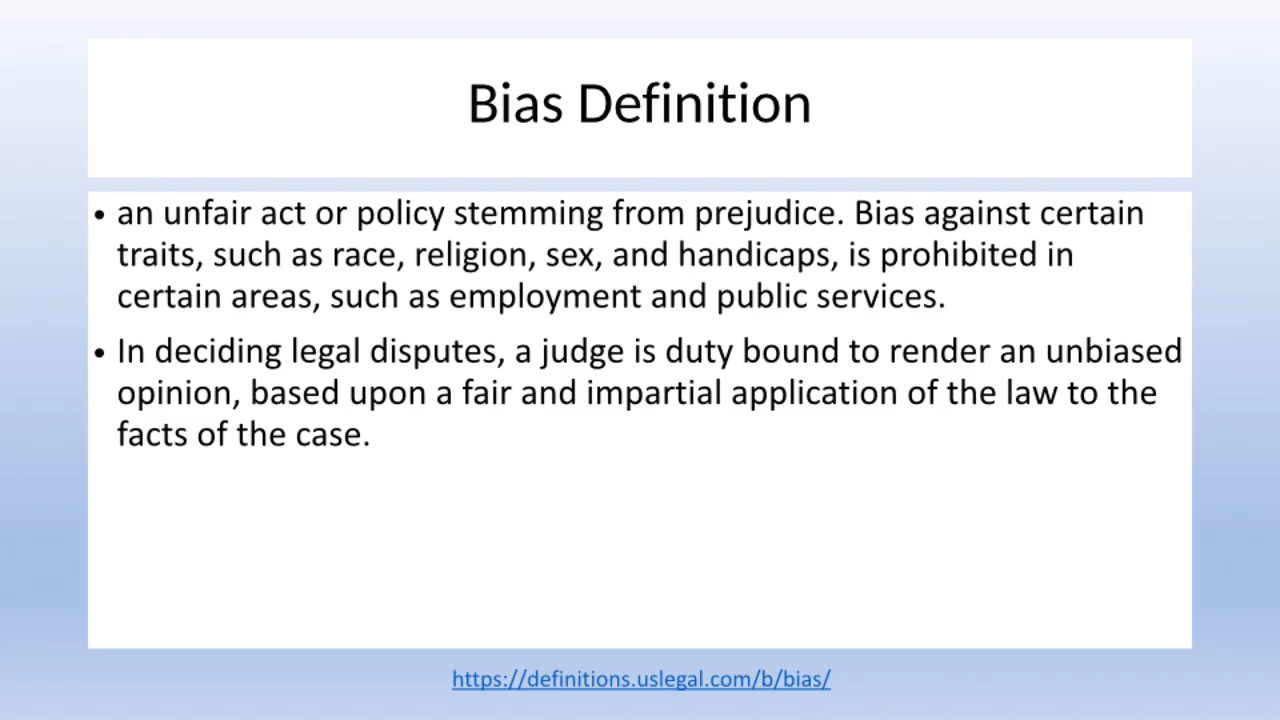 Bias Definition
• an unfair act or policy stemming from prejudice. Bias against certain
traits, such as race, religion, sex, and handicaps, is prohibited in
certain areas, such as employment and public services.
• In deciding legal disputes, a judge is duty bound to render an unbiased
opinion, based upon a fair and impartial application of the law to the
facts of the case.
https://definitions.uslegal.com/b/bias/